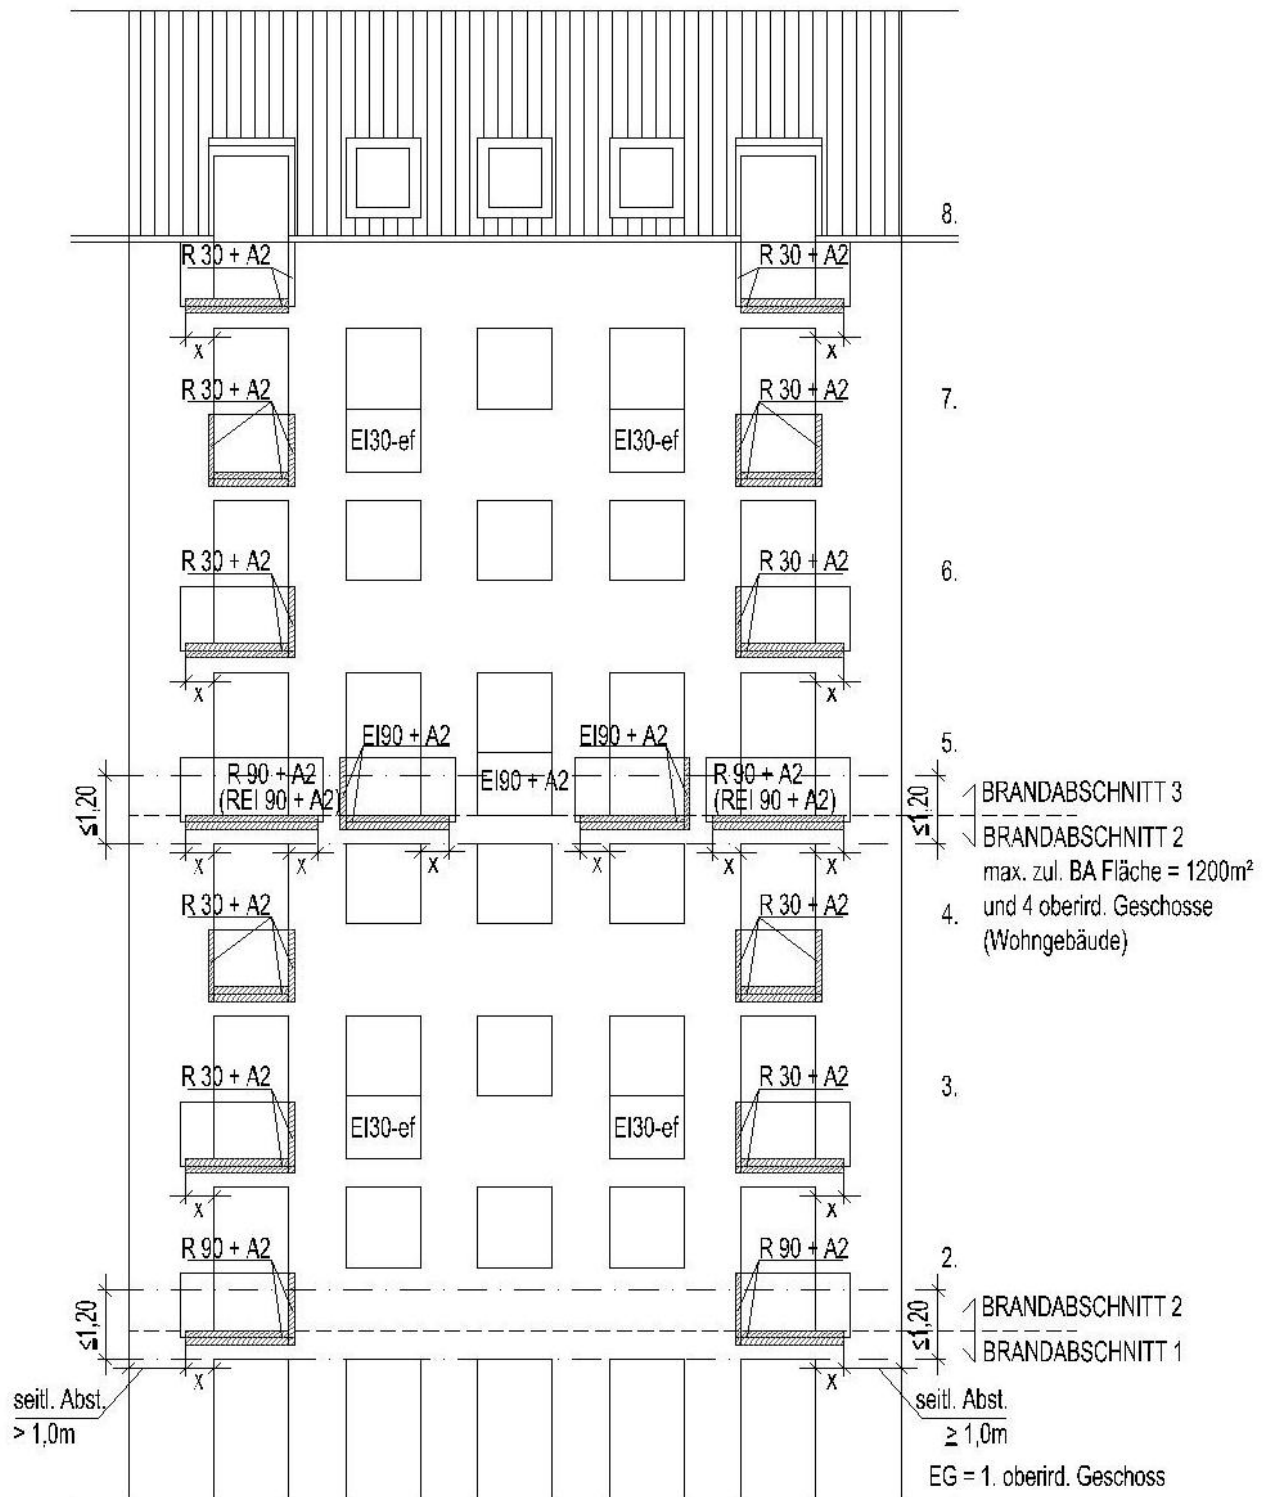 8.
R 30 + A2
R 30 + A2
x
x
R 30 + A2
R 30 + A2
7.
EI30-ef
EI30-ef
R 30 + A2
R 30 + A2
6.
x
x
5.
EI90 + A2
EI90 + A2
R 90 + A2
(REI 90 + A2)
EI90 + A2
R 90 + A2
(REI 90 + A2)
≤1,20
≤1,20
BRANDABSCHNITT 3
BRANDABSCHNITT 2
max. zul. BA Fläche = 1200m²
und 4 oberird. Geschosse
(Wohngebäude)
x
x
x
x
x
x
R 30 + A2
R 30 + A2
4.
R 30 + A2
R 30 + A2
3.
EI30-ef
EI30-ef
x
x
R 90 + A2
R 90 + A2
2.
≤1,20
≤1,20
BRANDABSCHNITT 2
BRANDABSCHNITT 1
x
x
seitl. Abst.
> 1,0m
seitl. Abst.
≥ 1,0m
EG = 1. oberird. Geschoss